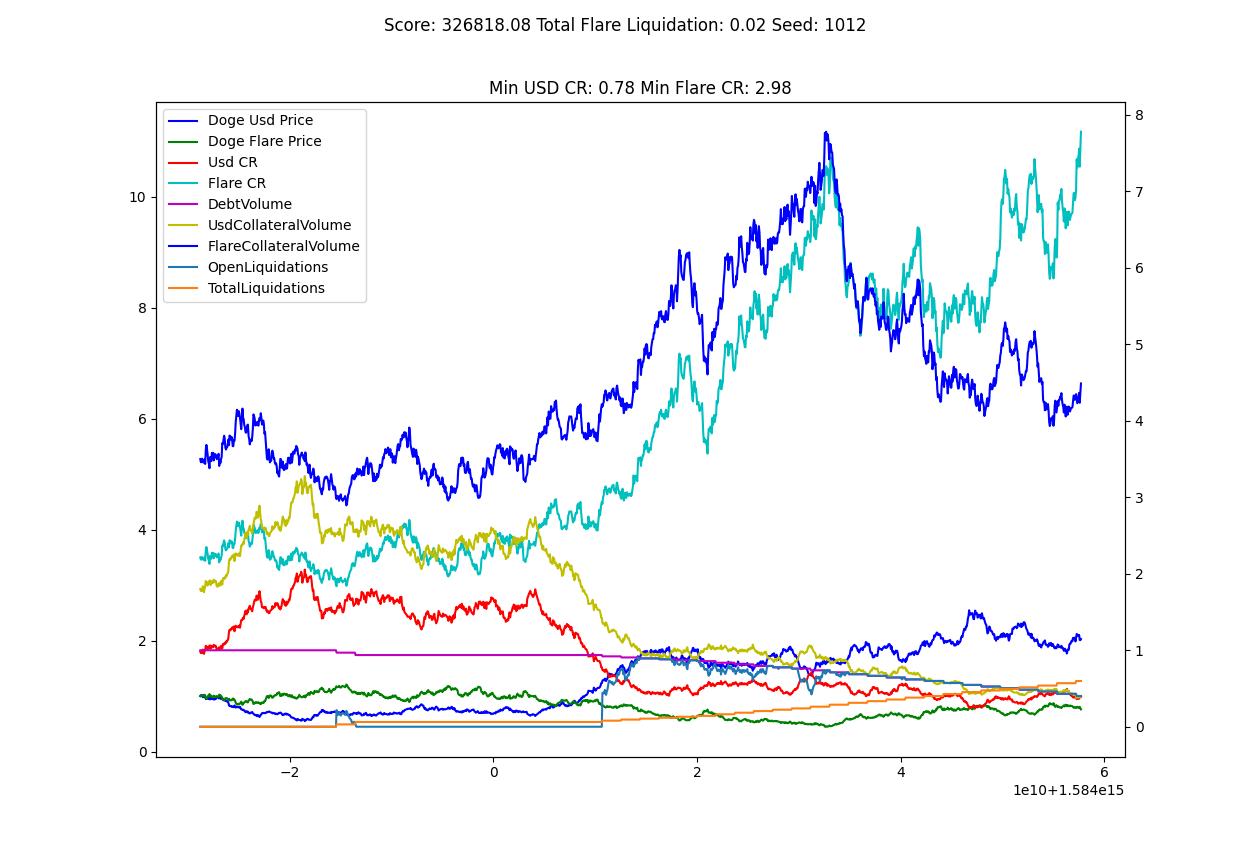 Score: 326818.08 Total Flare Liquidation: 0.02 Seed: 1012
Min USD CR: 0.78 Min Flare CR: 2.98
Doge Usd Price
Doge Flare Price
Usd CR
Flare CR
DebtVolume
UsdCollateralVolume
FlareCollateralVolume
OpenLiquidations
TotalLiquidations
10
8
6
4
2
0
8
7
6
5
4
3
2
1
0
−2
0
2
4
6
1e10+1.584e15